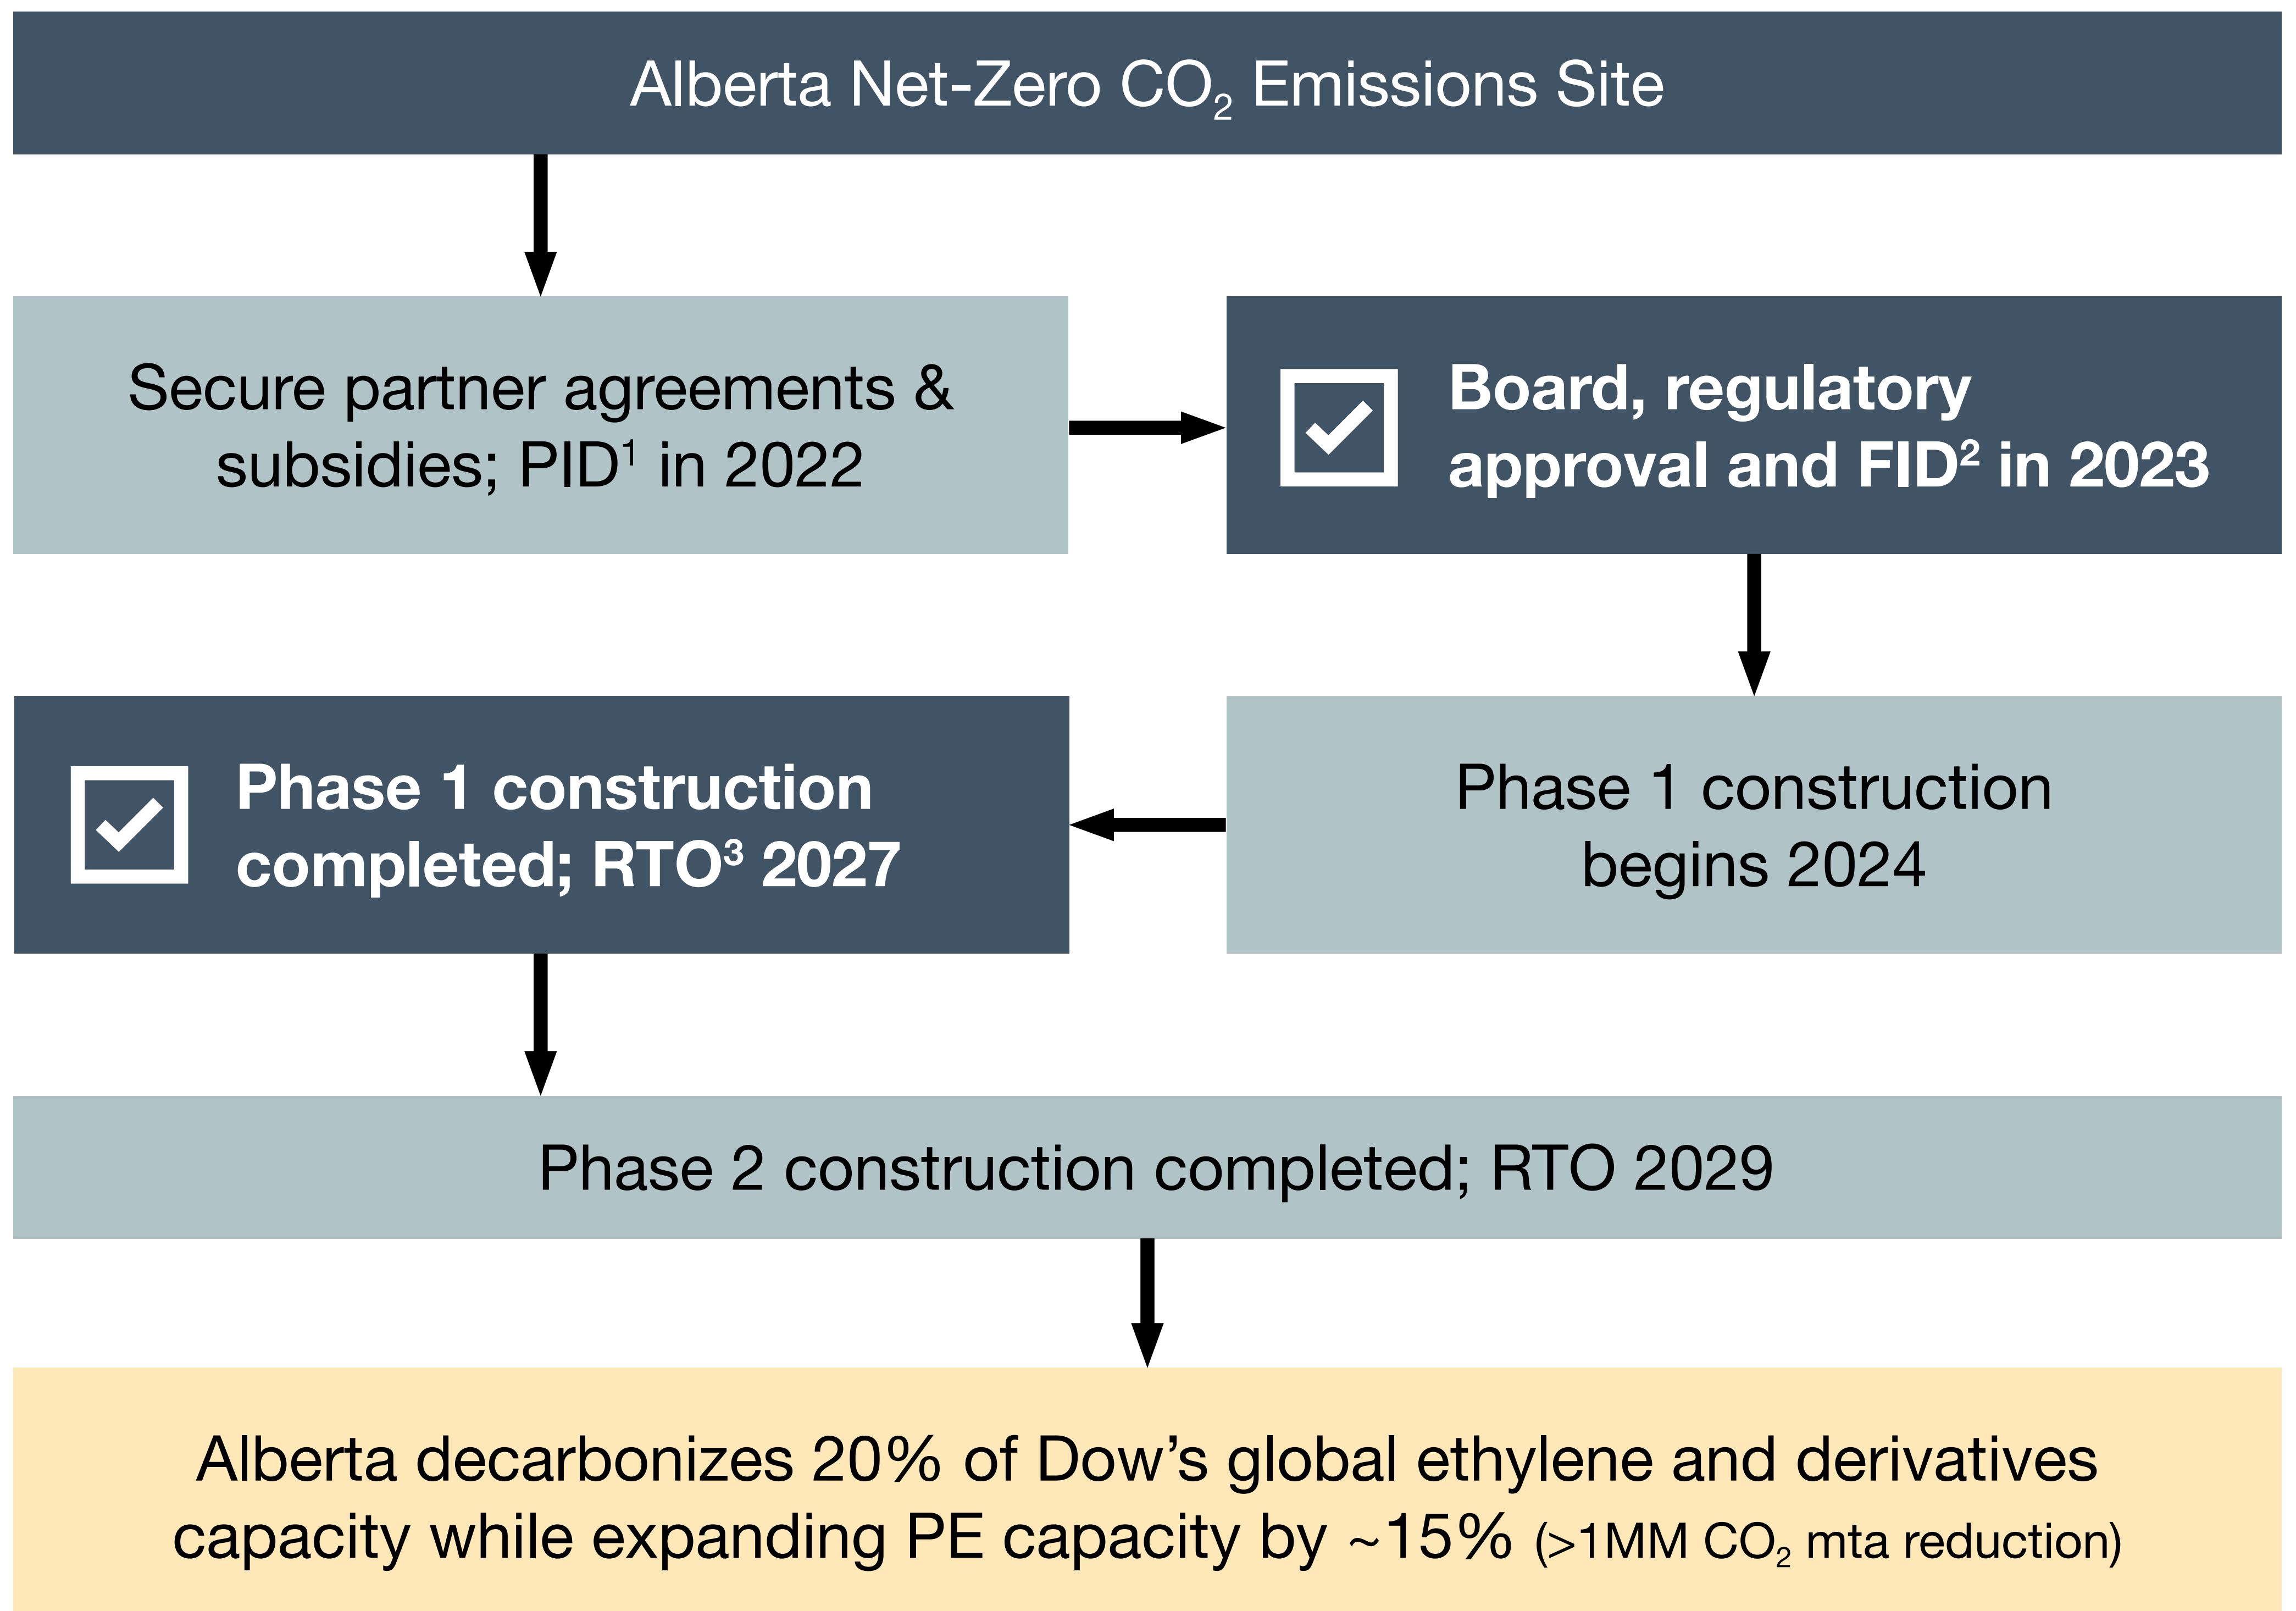 Alberta Net-Zero CO₂ Emissions Site
Secure partner agreements &
subsidies; PID¹ in 2022
Board, regulatory
approval and FID² in 2023
Phase 1 construction
completed; RTO³ 2027
Phase 1 construction
begins 2024
Phase 2 construction completed; RTO 2029
Alberta decarbonizes 20% of Dow’s global ethylene and derivatives
capacity while expanding PE capacity by ~15% (>1MM CO₂ mta reduction)